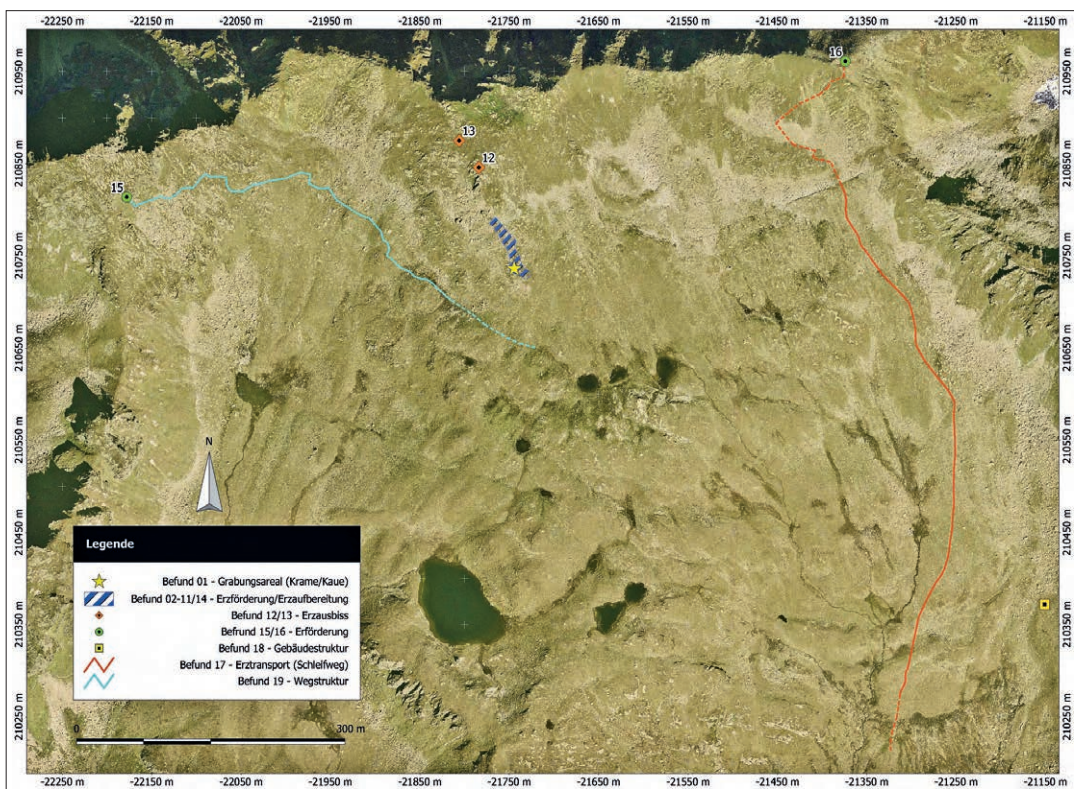 -22250 m -22150 m -22050 m -21950 m -21850 m -21750 m -21650 m -21550 m -21450 m -21350 m -21250 m -21150 m
210950 m 210950 m
16
13
12
210850 m 210850 m
15
210750 m 210750 m
210650 m 210650 m
210550 m 210550 m
N
210450 m 210450 m
Legende
Befund 01 - Grabungsareal (Krame/Kaue)
Befund 02-11/14 - Erzförderung/Erzaufbereitung
Befund 12/13 - Erzausbiss
Befrund 15/16 - Erförderung
Befund 18 - Gebäudestruktur
Befund 17 - Erztransport (Schleifweg)
Befund 19 - Wegstruktur
210350 m 210350 m
210250 m 210250 m
0 300 m
-22250 m -22150 m -22050 m -21950 m -21850 m -21750 m -21650 m -21550 m -21450 m -21350 m -21250 m -21150 m